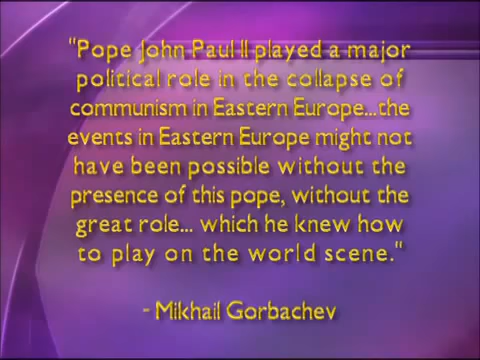 "Pope John Paul II played a major
political role in the collapse of
communism in Eastern Europe...the
events in Eastern Europe might not
have been possible without the
presence of this pope, without the
great role... which he knew how
to play on the world scene."
- Mikhail Gorbachev